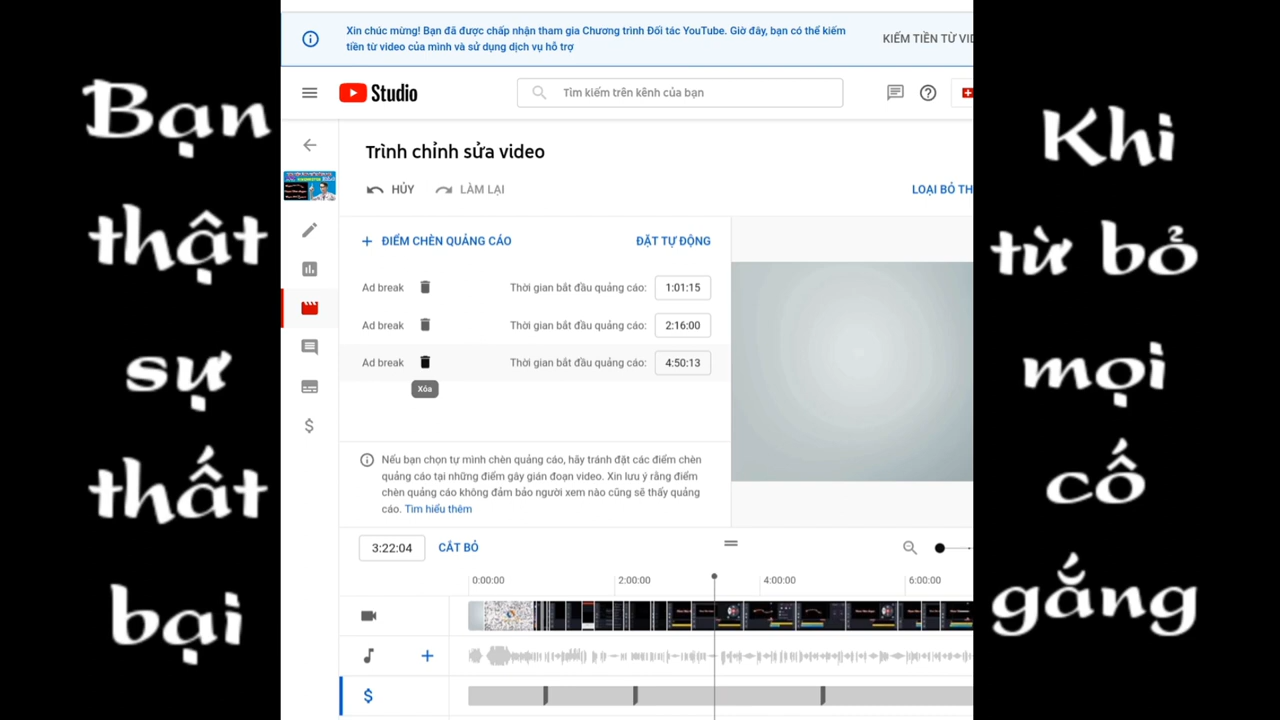 Bạn
thật
sự
thất
bại
Xin chúc mừng! Bạn đã được chấp nhận tham gia Chương trình Đối tác YouTube. Giờ đây, bạn có thể kiếm
tiền từ video của mình và sử dụng dịch vụ hỗ trợ
KIẾM TIỀN TỪ VID
Studio
Tìm kiếm trên kênh của bạn
Trình chỉnh sửa video
HỦY
LÀM LẠI
LOẠI BỎ TH
ĐIỂM CHÈN QUẢNG CÁO
ĐẶT TỰ ĐỘNG
Ad break Thời gian bắt đầu quảng cáo: 1:01:15
Ad break Thời gian bắt đầu quảng cáo: 2:16:00
Ad break Thời gian bắt đầu quảng cáo: 4:50:13
Xóa
Nếu bạn chọn tự mình chèn quảng cáo, hãy tránh đặt các điểm chèn
quảng cáo tại những điểm gây gián đoạn video. Xin lưu ý rằng điểm
chèn quảng cáo không đảm bảo người xem nào cũng sẽ thấy quảng
cáo. Tìm hiểu thêm
3:22:04
CẮT BỎ
0:00:00 2:00:00 4:00:00 6:00:00
Khi
từ bỏ
mọi
cố
gắng